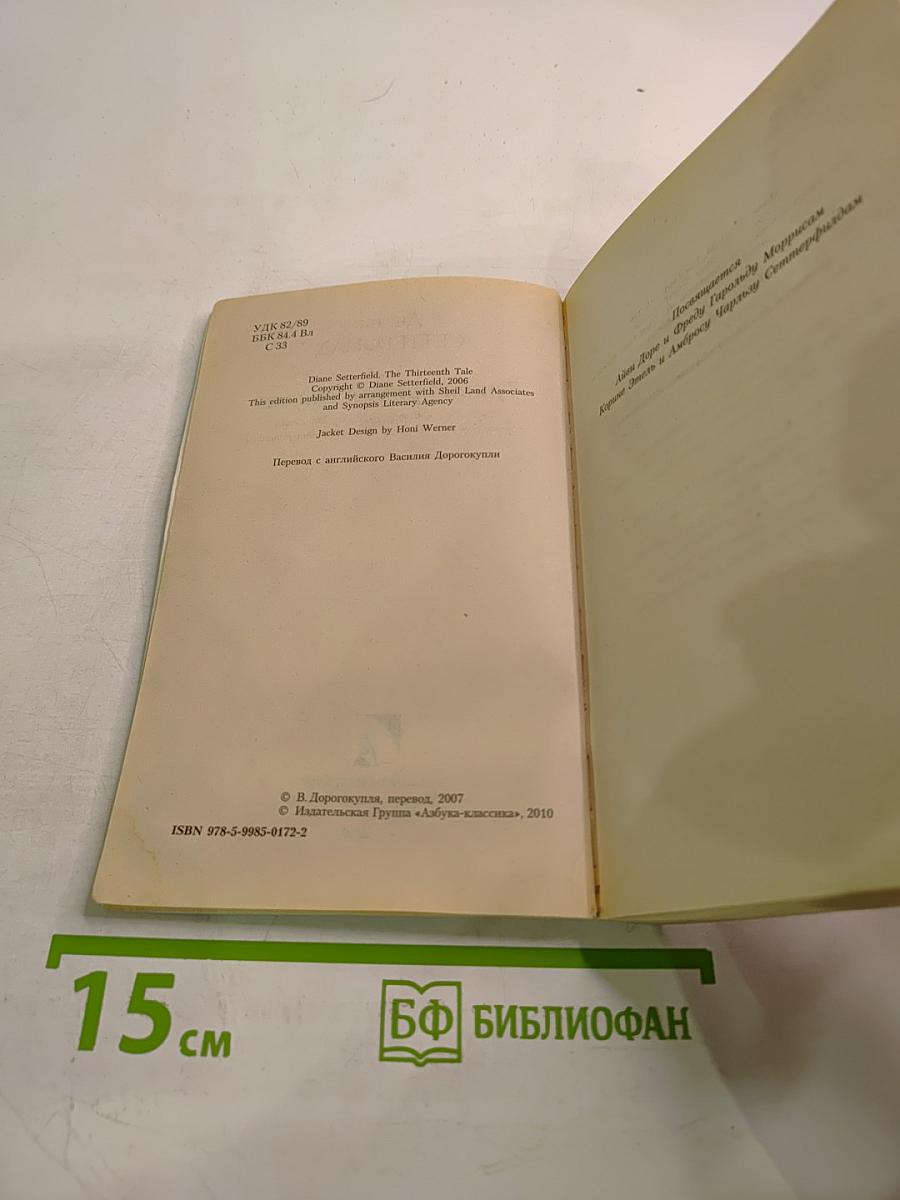 УДК 82/89
ББК 84.4 Вл
С 33
Diane Setterfield. The Thirteenth Tale
Copyright © Diane Setterfield, 2006
This edition published by arrangement with Sheil Land Associates
and Synopsis Literary Agency
Jacket Design by Honi Werner
Перевод с английского Василия Дорогокупли
© В. Дорогокупля, перевод, 2007
© Издательская Группа «Азбука-классика», 2010
ISBN 978-5-9985-0172-2
Посвящается
Айви Доре и Фреду Гарольду Моррисам
Корине Этель и Амбросу Чарльзу Сеттерфилдам
15 см
БФ БИБЛИОФАН